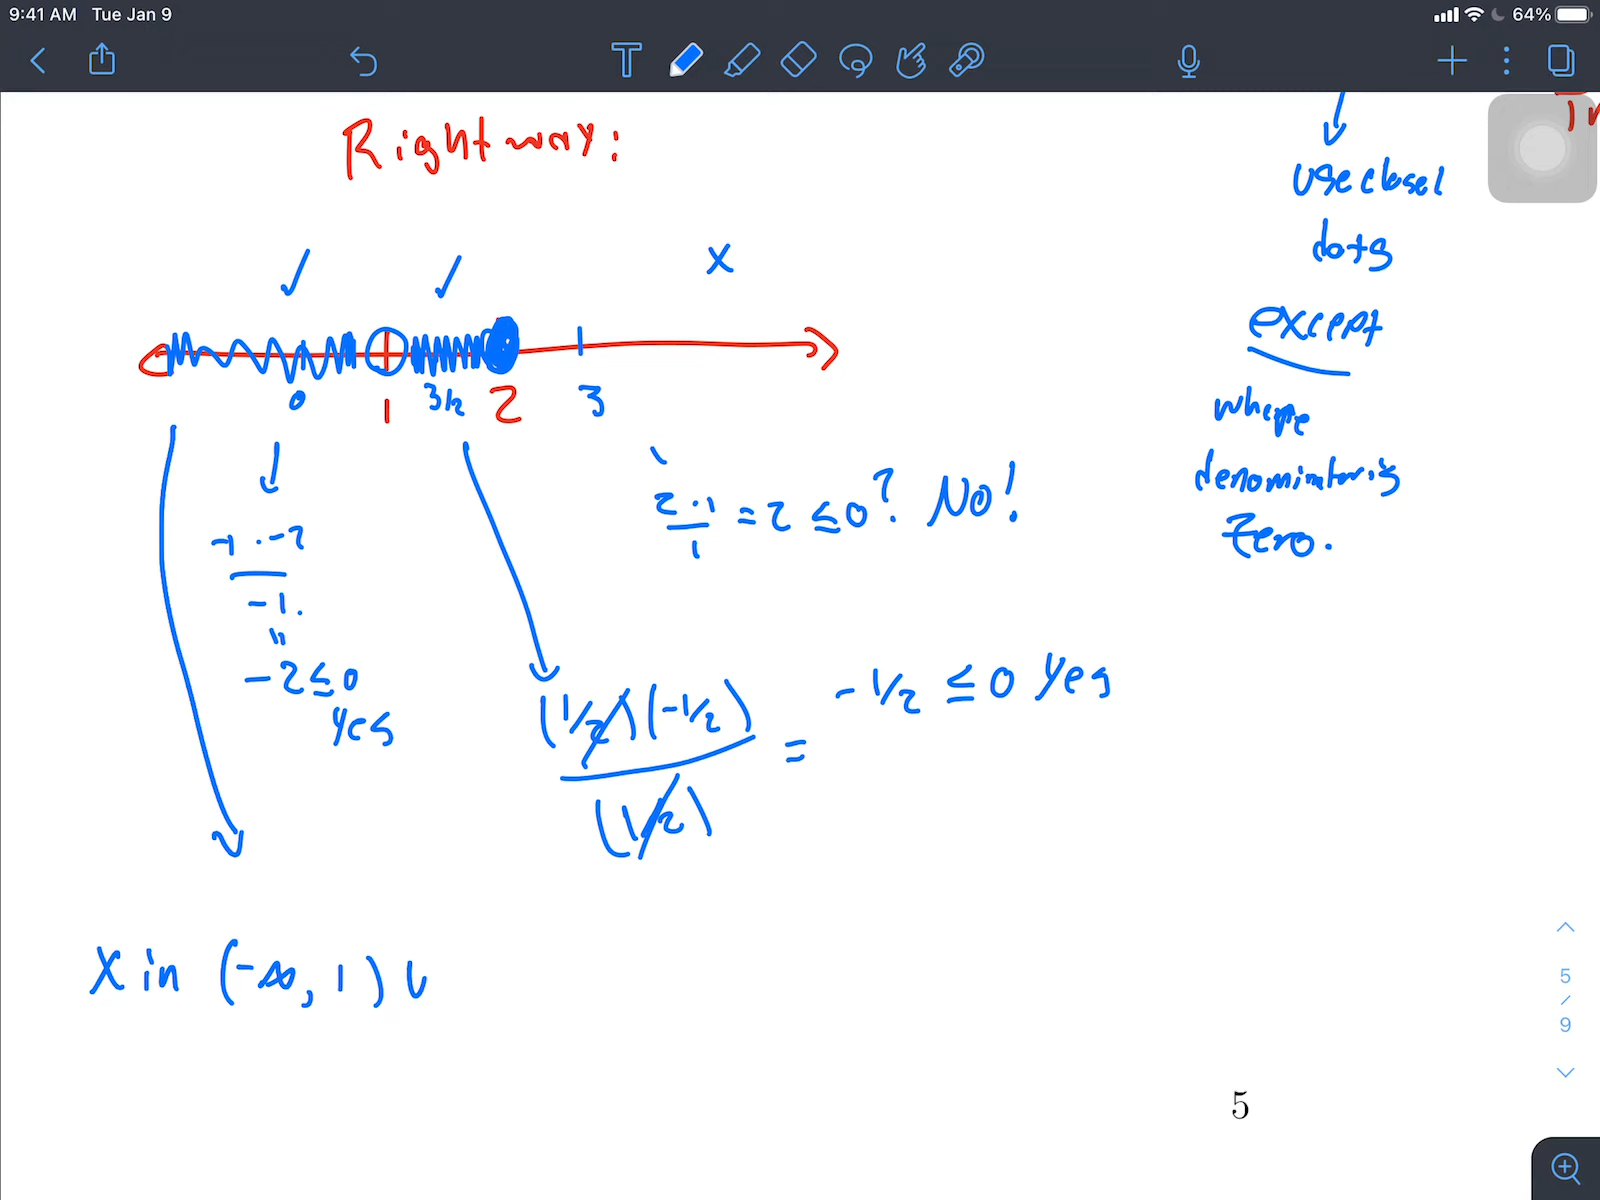 9:41 AM Tue Jan 9
64%
Right way:
use closed
dots
except
where
denominator is
zero.
✓ ✓ x
0 1 3/2 2 3
-1 · -2
-1.
"
-2 ≤ 0
Yes
2 · 1
1
= 2 ≤ 0? No!
(1/2)(-1/2)
(1/2)
= -1/2 ≤ 0 Yes
X in (-∞, 1) ∪
5
/
9
5